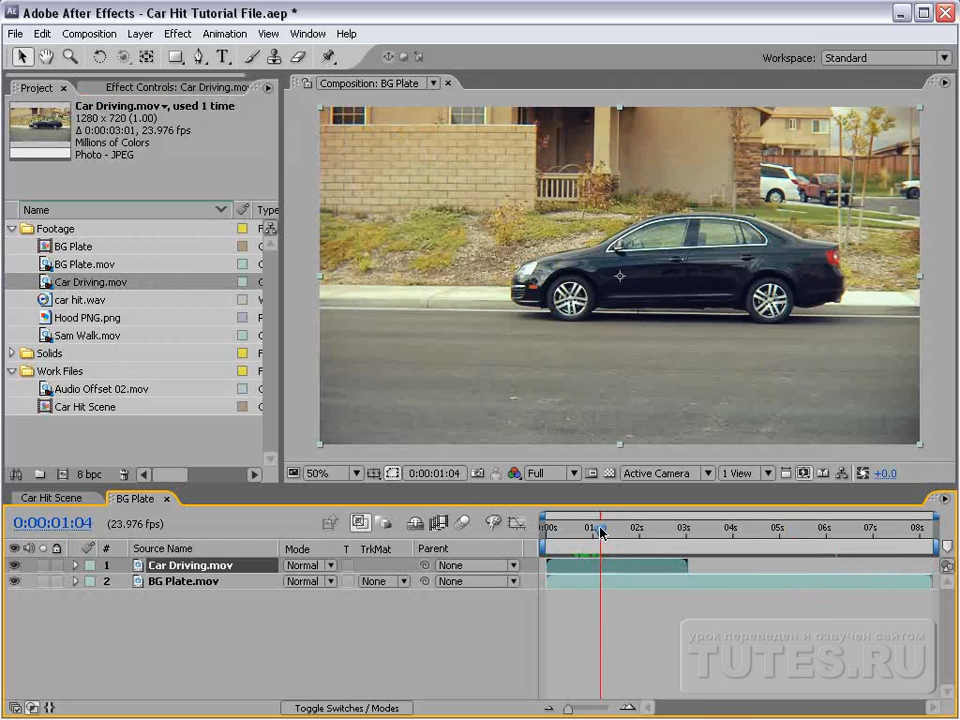 Adobe After Effects - Car Hit Tutorial File.aep *
File Edit Composition Layer Effect Animation View Window Help
Workspace: Standard
Project × Effect Controls: Car Driving.mo
Composition: BG Plate ×
Car Driving.mov, used 1 time
1280 x 720 (1.00)
Δ 0:00:03:01, 23.976 fps
Millions of Colors
Photo - JPEG
Name Type
Footage F
BG Plate C
BG Plate.mov C
Car Driving.mov C
car hit.wav W
Hood PNG.png F
Sam Walk.mov C
Solids F
Work Files F
Audio Offset 02.mov C
Car Hit Scene C
8 bpc
50% 0:00:01:04 Full Active Camera 1 View +0.0
Car Hit Scene BG Plate ×
0:00:01:04 (23.976 fps)
:00s 01 02s 03s 04s 05s 06s 07s 08s
# Source Name Mode T TrkMat Parent
1 Car Driving.mov Normal None
2 BG Plate.mov Normal None None
урок переведен и озвучен сайтом
TUTES.RU
Toggle Switches / Modes